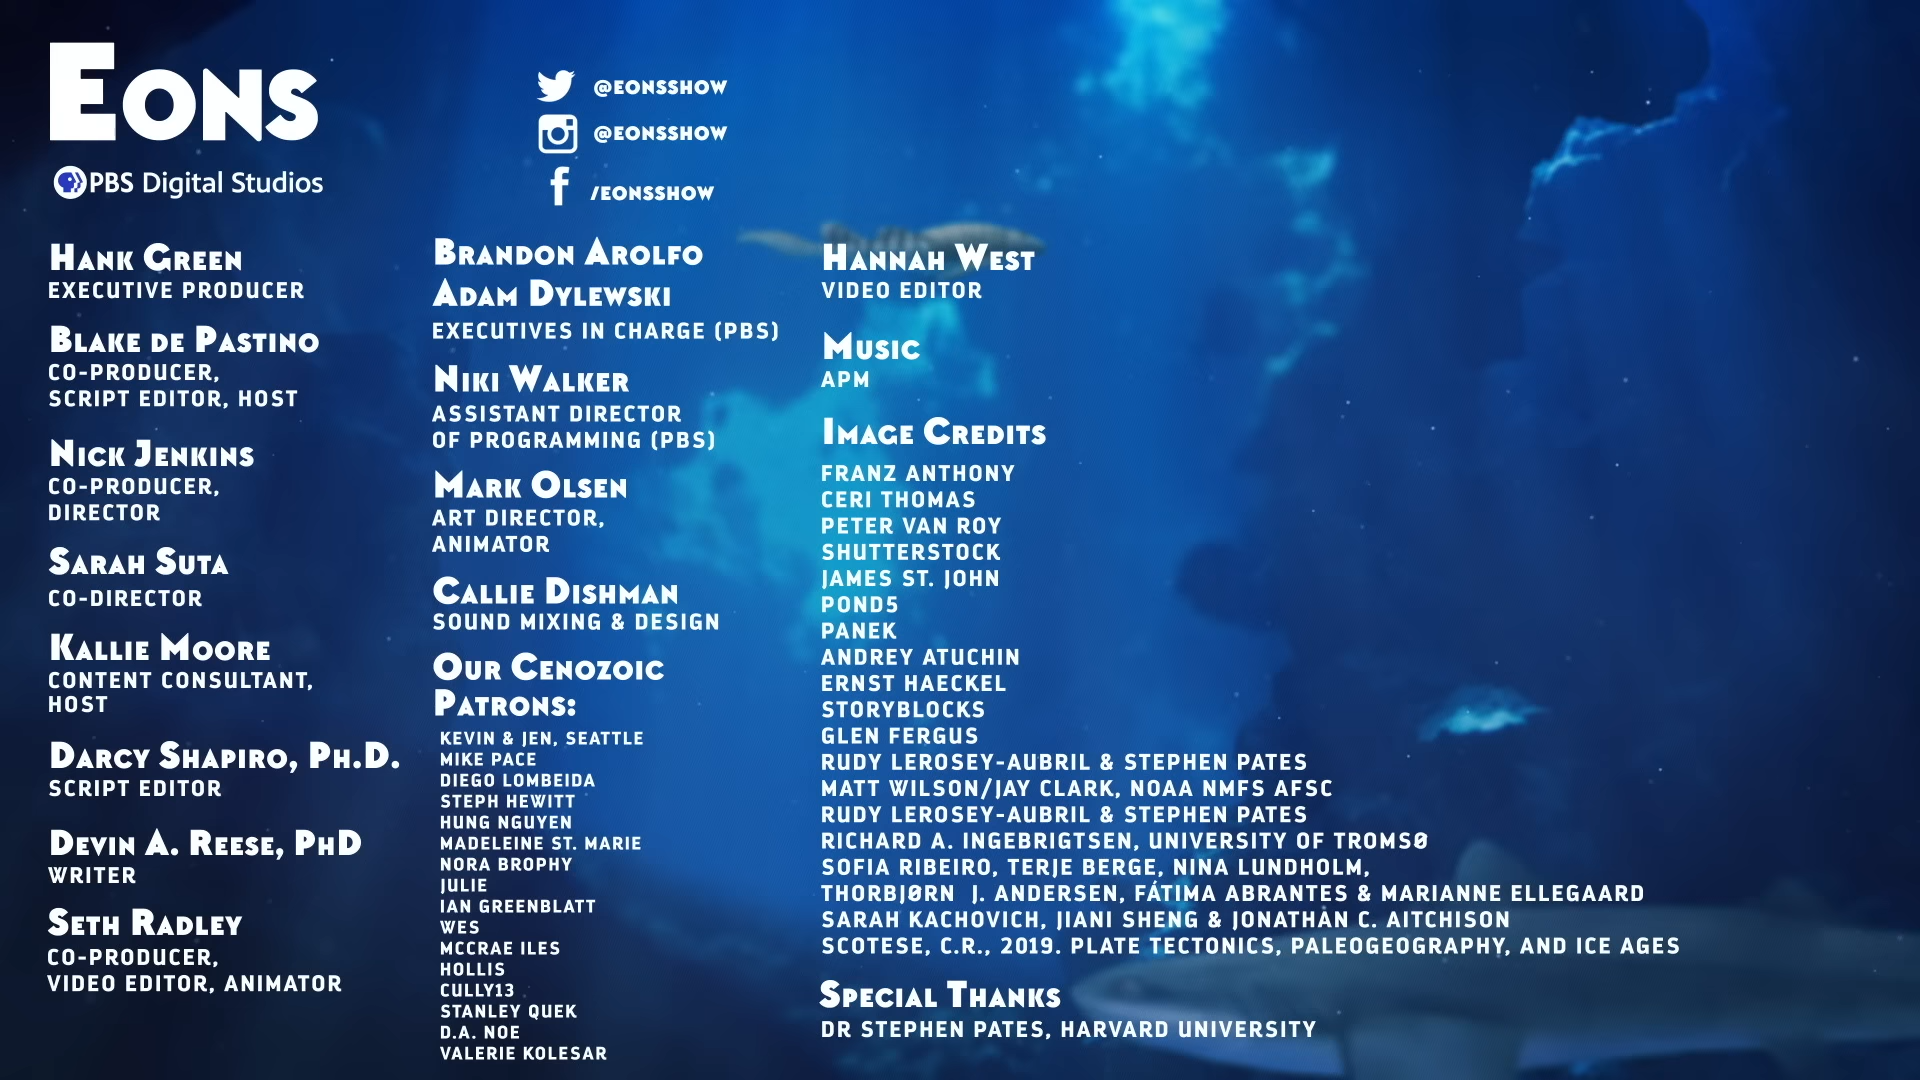 Eons
PBS Digital Studios
@EONSSHOW
@EONSSHOW
/EONSSHOW
Hank Green
EXECUTIVE PRODUCER
Blake de Pastino
CO-PRODUCER,
SCRIPT EDITOR, HOST
Nick Jenkins
CO-PRODUCER,
DIRECTOR
Sarah Suta
CO-DIRECTOR
Kallie Moore
CONTENT CONSULTANT,
HOST
Darcy Shapiro, Ph.D.
SCRIPT EDITOR
Devin A. Reese, PhD
WRITER
Seth Radley
CO-PRODUCER,
VIDEO EDITOR, ANIMATOR
Brandon Arolfo
Adam Dylewski
EXECUTIVES IN CHARGE (PBS)
Niki Walker
ASSISTANT DIRECTOR
OF PROGRAMMING (PBS)
Mark Olsen
ART DIRECTOR,
ANIMATOR
Callie Dishman
SOUND MIXING & DESIGN
Our Cenozoic
Patrons:
KEVIN & JEN, SEATTLE
MIKE PACE
DIEGO LOMBEIDA
STEPH HEWITT
HUNG NGUYEN
MADELEINE ST. MARIE
NORA BROPHY
JULIE
IAN GREENBLATT
WES
MCCRAE ILES
HOLLIS
CULLY13
STANLEY QUEK
D.A. NOE
VALERIE KOLESAR
Hannah West
VIDEO EDITOR
Music
APM
Image Credits
FRANZ ANTHONY
CERI THOMAS
PETER VAN ROY
SHUTTERSTOCK
JAMES ST. JOHN
POND5
PANEK
ANDREY ATUCHIN
ERNST HAECKEL
STORYBLOCKS
GLEN FERGUS
RUDY LEROSEY-AUBRIL & STEPHEN PATES
MATT WILSON/JAY CLARK, NOAA NMFS AFSC
RUDY LEROSEY-AUBRIL & STEPHEN PATES
RICHARD A. INGEBRIGTSEN, UNIVERSITY OF TROMSØ
SOFIA RIBEIRO, TERJE BERGE, NINA LUNDHOLM,
THORBJØRN J. ANDERSEN, FÁTIMA ABRANTES & MARIANNE ELLEGAARD
SARAH KACHOVICH, JIANI SHENG & JONATHAN C. AITCHISON
SCOTESE, C.R., 2019. PLATE TECTONICS, PALEOGEOGRAPHY, AND ICE AGES
Special Thanks
DR STEPHEN PATES, HARVARD UNIVERSITY